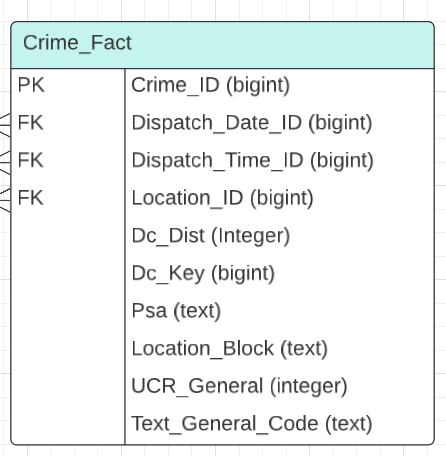 Crime_Fact
PK Crime_ID (bigint)
FK Dispatch_Date_ID (bigint)
FK Dispatch_Time_ID (bigint)
FK Location_ID (bigint)
Dc_Dist (Integer)
Dc_Key (bigint)
Psa (text)
Location_Block (text)
UCR_General (integer)
Text_General_Code (text)